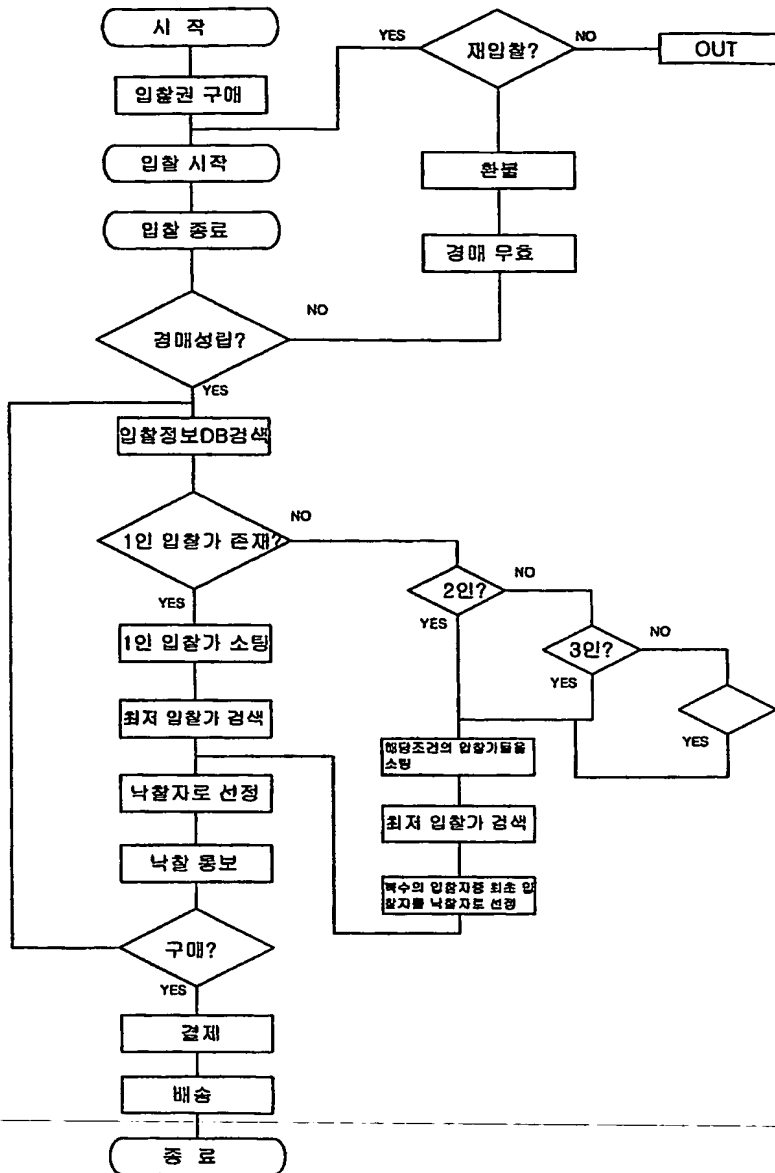 시 작
입찰권 구매
입찰 시작
입찰 종료
경매성립?
NO
YES
재입찰?
YES
NO
OUT
환불
경매 무효
입찰정보DB검색
1인 입찰가 존재?
NO
YES
1인 입찰가 소팅
최저 입찰가 검색
낙찰자로 선정
낙찰 통보
구매?
YES
결제
배송
종 료
2인?
NO
YES
3인?
NO
YES
YES
해당조건의 입찰가들을
소팅
최저 입찰가 검색
복수의 입찰자중 최초 입
찰자를 낙찰자로 선정